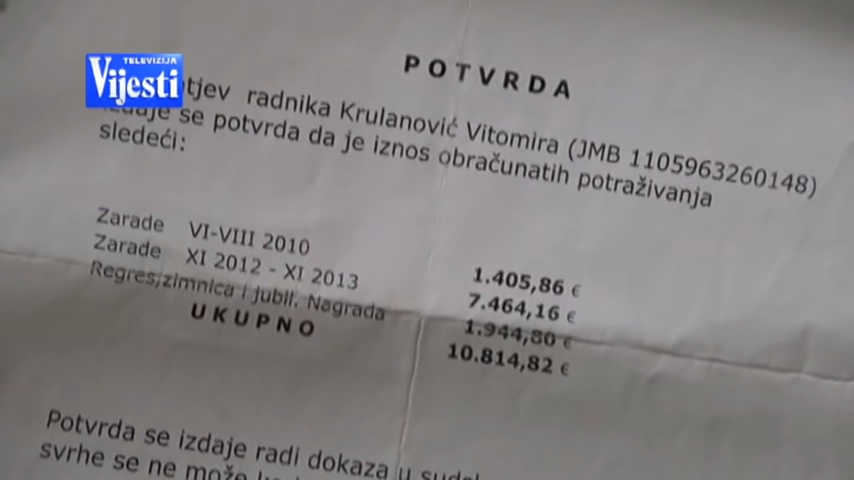 TELEVIZIJA
Vijesti
POTVRDA
radnika Krulanović Vitomira (JMB 1105963260148)
se potvrda da je iznos obračunatih potraživanja
sledeći:
Zarade VI-VIII 2010 1.405,86 €
Zarade XI 2012 - XI 2013 7.464,16 €
Regres,zimnica i jubil. Nagrada 1.944,80 €
UKUPNO 10.814,82 €
Potvrda se izdaje radi dokaza u
svrhe se ne može